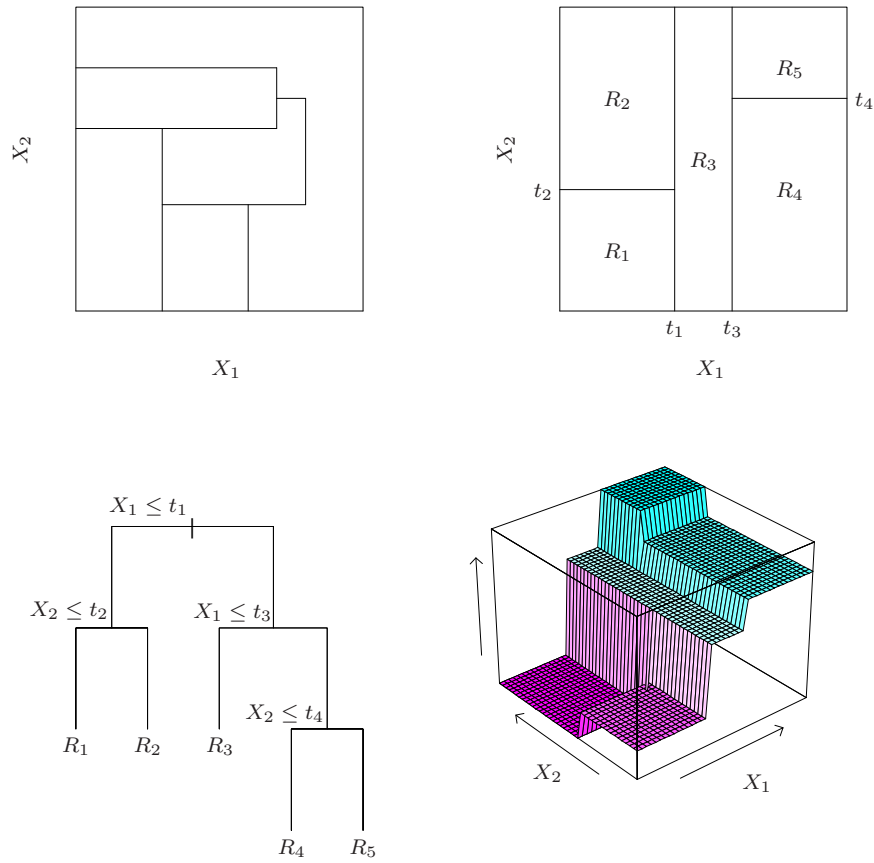 X₂
X₁
R₅
R₂
t₄
X₂
R₃
t₂
R₄
R₁
t₁ t₃
X₁
X₁ ≤ t₁
X₂ ≤ t₂ X₁ ≤ t₃
X₂ ≤ t₄
R₁ R₂ R₃
R₄ R₅
X₂ X₁